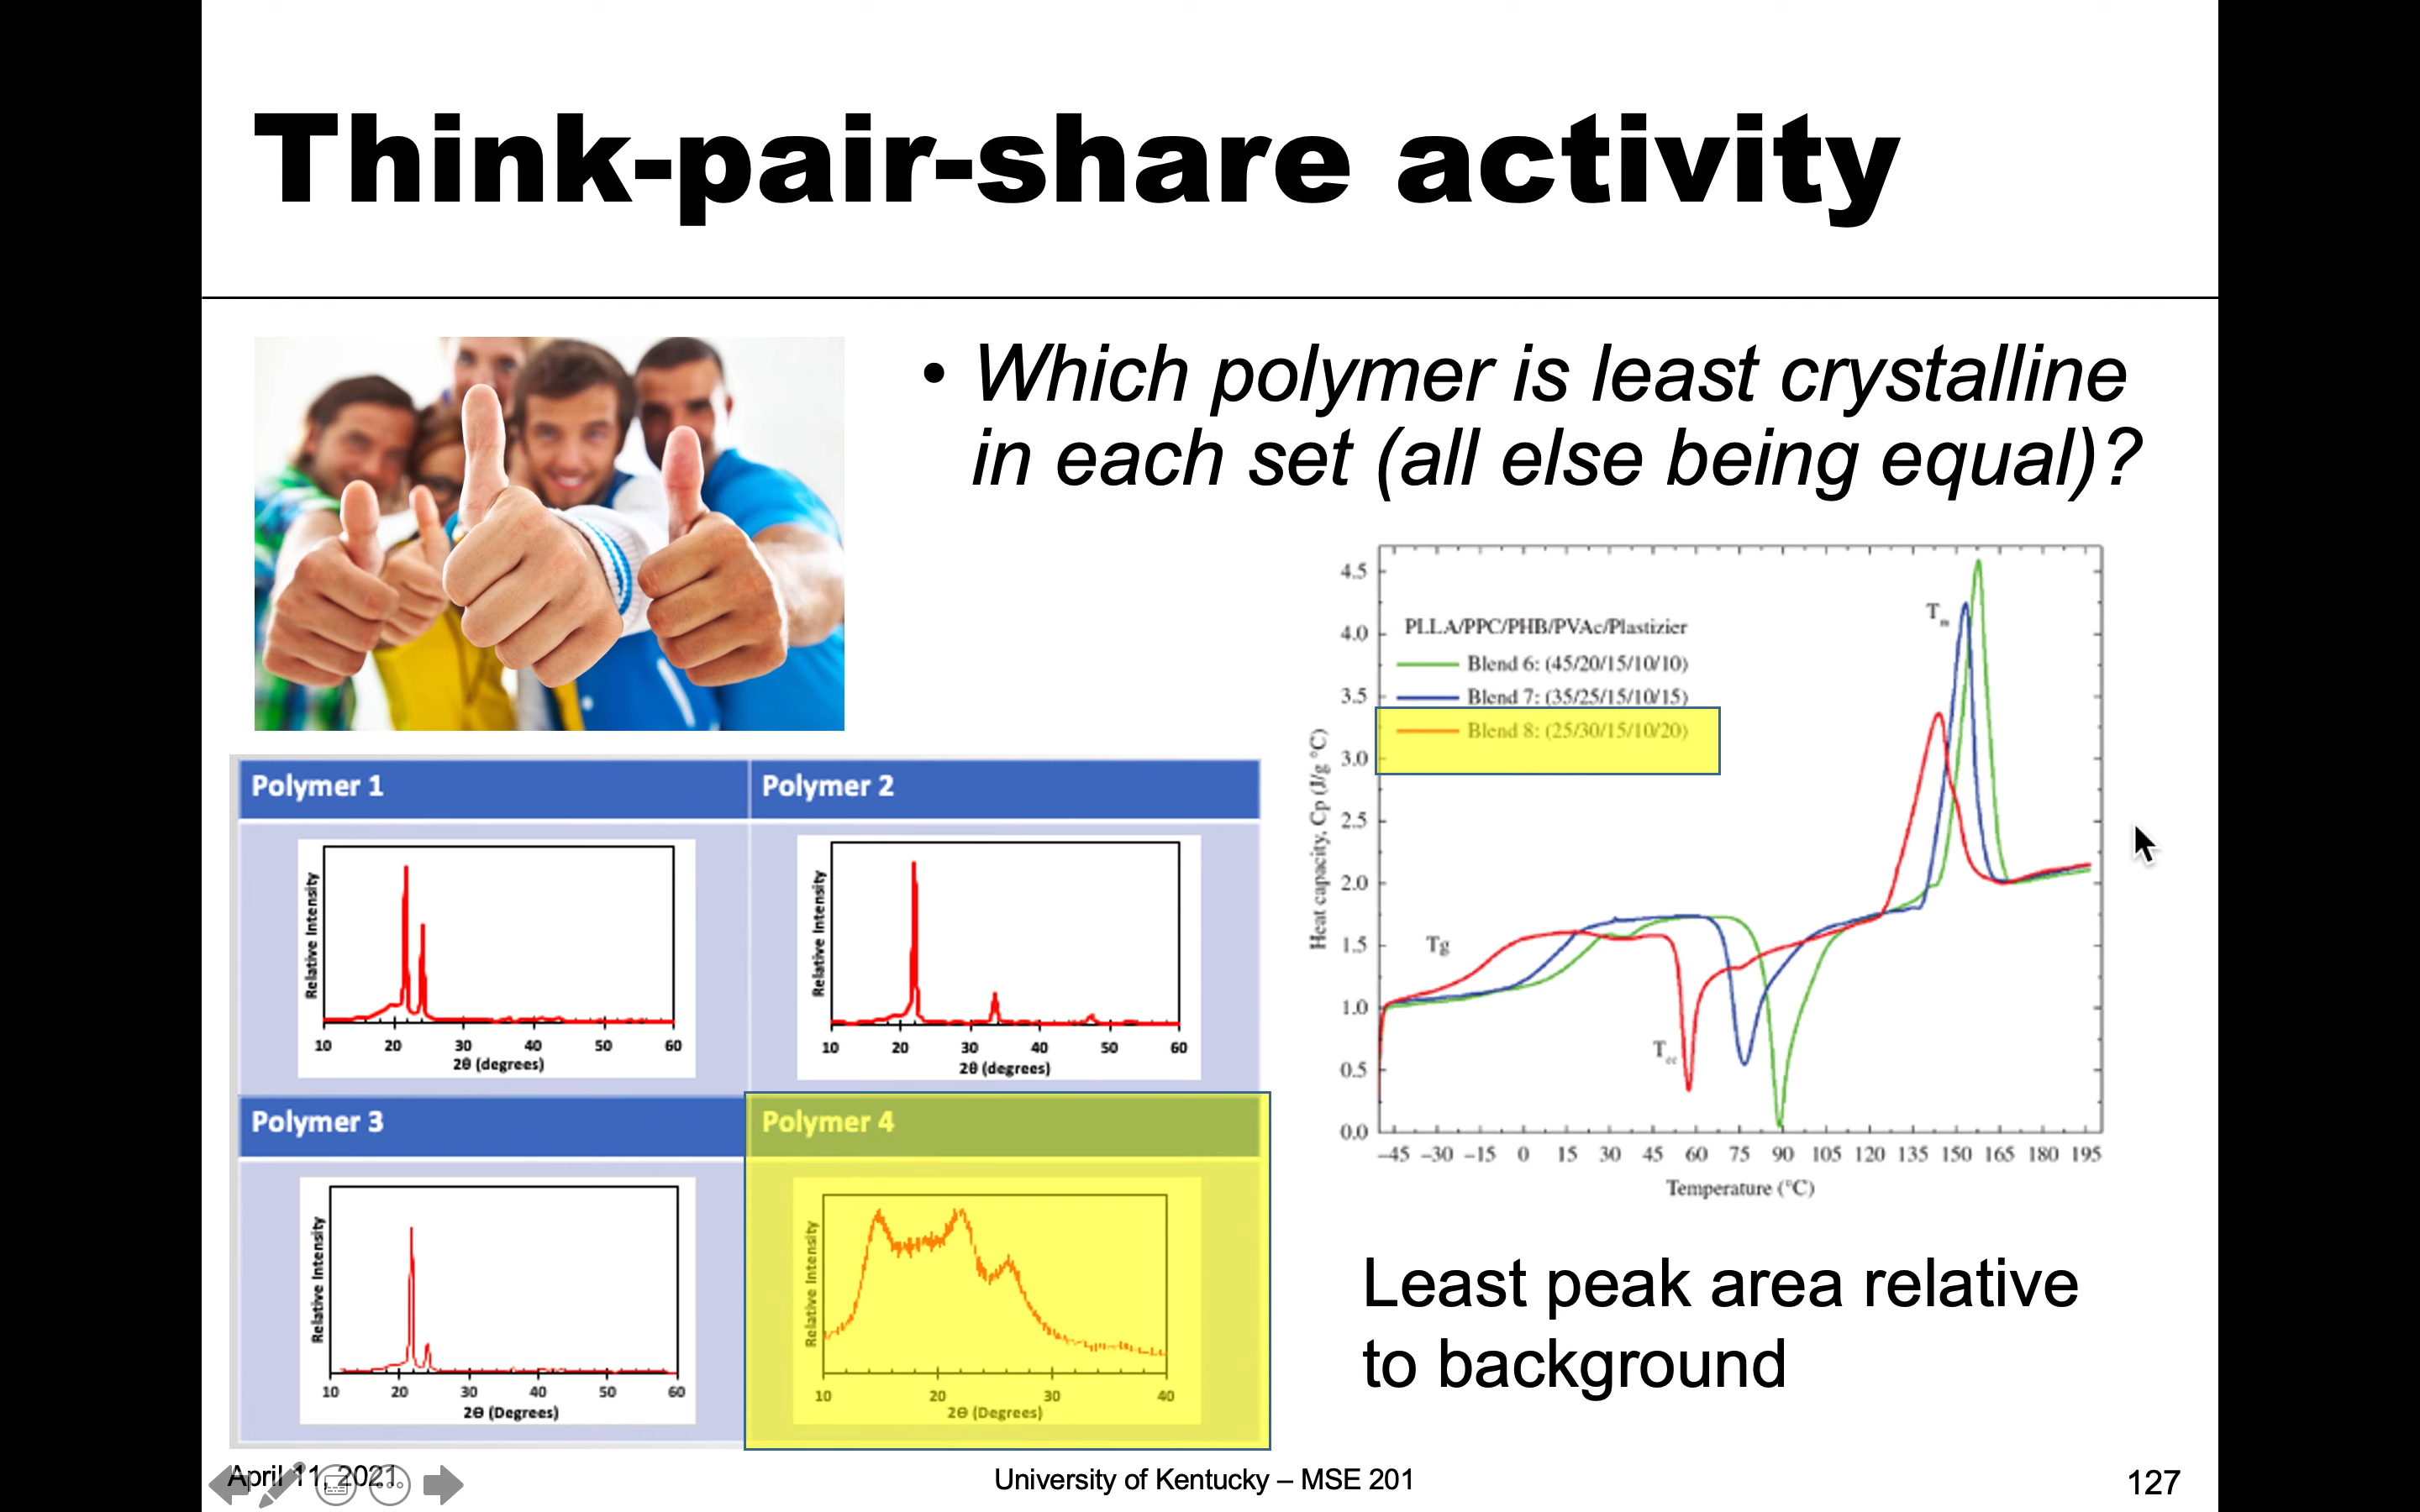 Think-pair-share activity
• Which polymer is least crystalline
in each set (all else being equal)?
Polymer 1
Relative Intensity
10 20 30 40 50 60
2θ (degrees)
Polymer 2
Relative Intensity
10 20 30 40 50 60
2θ (degrees)
Polymer 3
Relative Intensity
10 20 30 40 50 60
2θ (Degrees)
Polymer 4
Relative Intensity
10 20 30 40
2θ (Degrees)
PLLA/PPC/PHB/PVAc/Plastizier
Blend 6: (45/20/15/10/10)
Blend 7: (35/25/15/10/15)
Blend 8: (25/30/15/10/20)
Tm
Tg
Tcc
Heat capacity, Cp (J/g °C)
4.5
4.0
3.5
3.0
2.5
2.0
1.5
1.0
0.5
0.0
–45 –30 –15 0 15 30 45 60 75 90 105 120 135 150 165 180 195
Temperature (°C)
Least peak area relative
to background
April 11, 2021
University of Kentucky – MSE 201
127